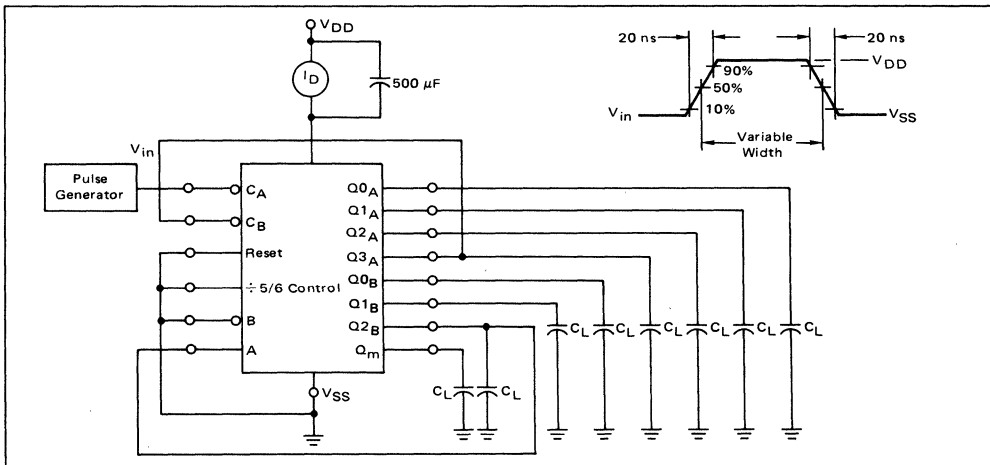 V_DD
I_D
500 μF
20 ns
20 ns
V_DD
90%
50%
10%
V_in
V_SS
Variable
Width
V_in
Pulse
Generator
C_A
C_B
Reset
÷ 5/6 Control
B
A
Q0_A
Q1_A
Q2_A
Q3_A
Q0_B
Q1_B
Q2_B
Q_m
V_SS
C_L
C_L
C_L
C_L
C_L
C_L
C_L
C_L